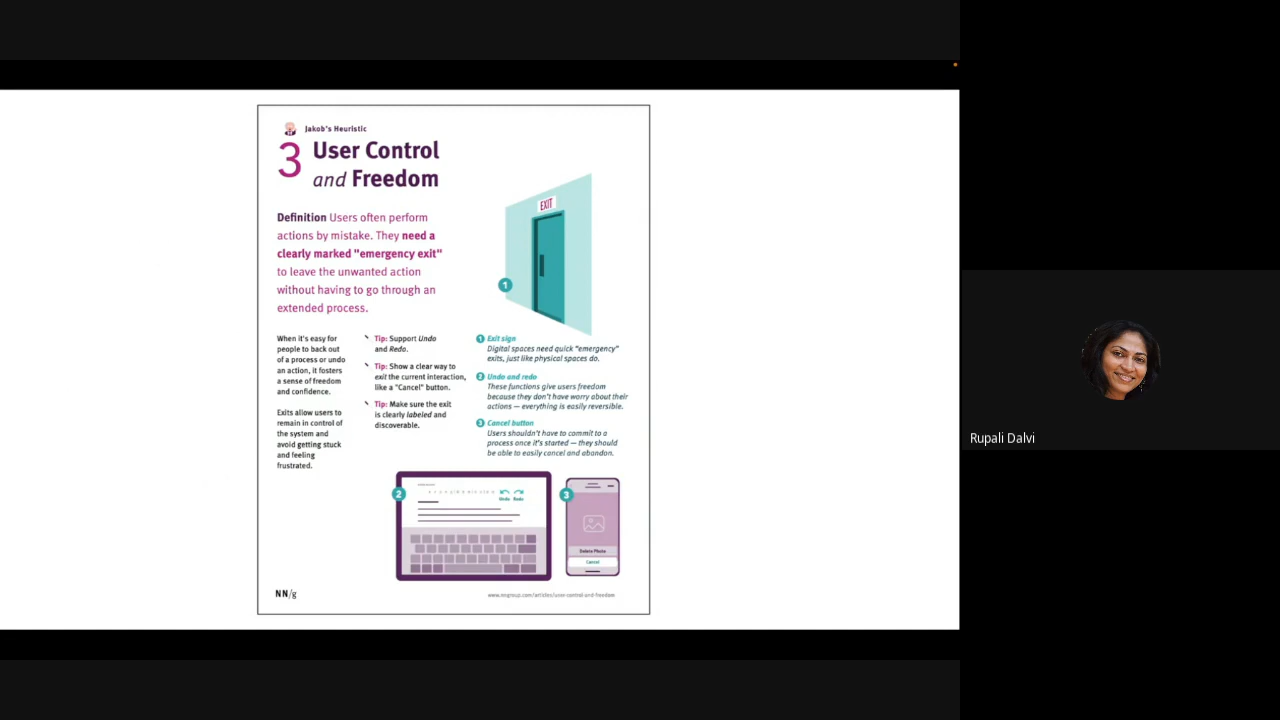 Jakob's Heuristic
3 User Control
and Freedom
Definition Users often perform
actions by mistake. They need a
clearly marked "emergency exit"
to leave the unwanted action
without having to go through an
extended process.
EXIT
1
When it's easy for
people to back out
of a process or undo
an action, it fosters
a sense of freedom
and confidence.
Exits allow users to
remain in control of
the system and
avoid getting stuck
and feeling
frustrated.
Tip: Support Undo
and Redo.
Tip: Show a clear way to
exit the current interaction,
like a "Cancel" button.
Tip: Make sure the exit
is clearly labeled and
discoverable.
1 Exit sign
Digital spaces need quick "emergency"
exits, just like physical spaces do.
2 Undo and redo
These functions give users freedom
because they don't have worry about their
actions — everything is easily reversible.
3 Cancel button
Users shouldn't have to commit to a
process once it's started — they should
be able to easily cancel and abandon.
2
Undo Redo
3
Delete Photo
Cancel
NN/g
www.nngroup.com/articles/user-control-and-freedom
Rupali Dalvi